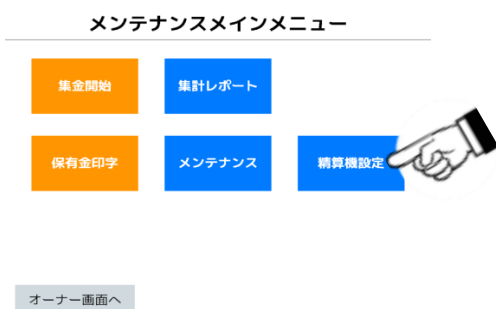 メンテナンスメインメニュー
集金開始
集計レポート
保有金印字
メンテナンス
精算機設定
オーナー画面へ